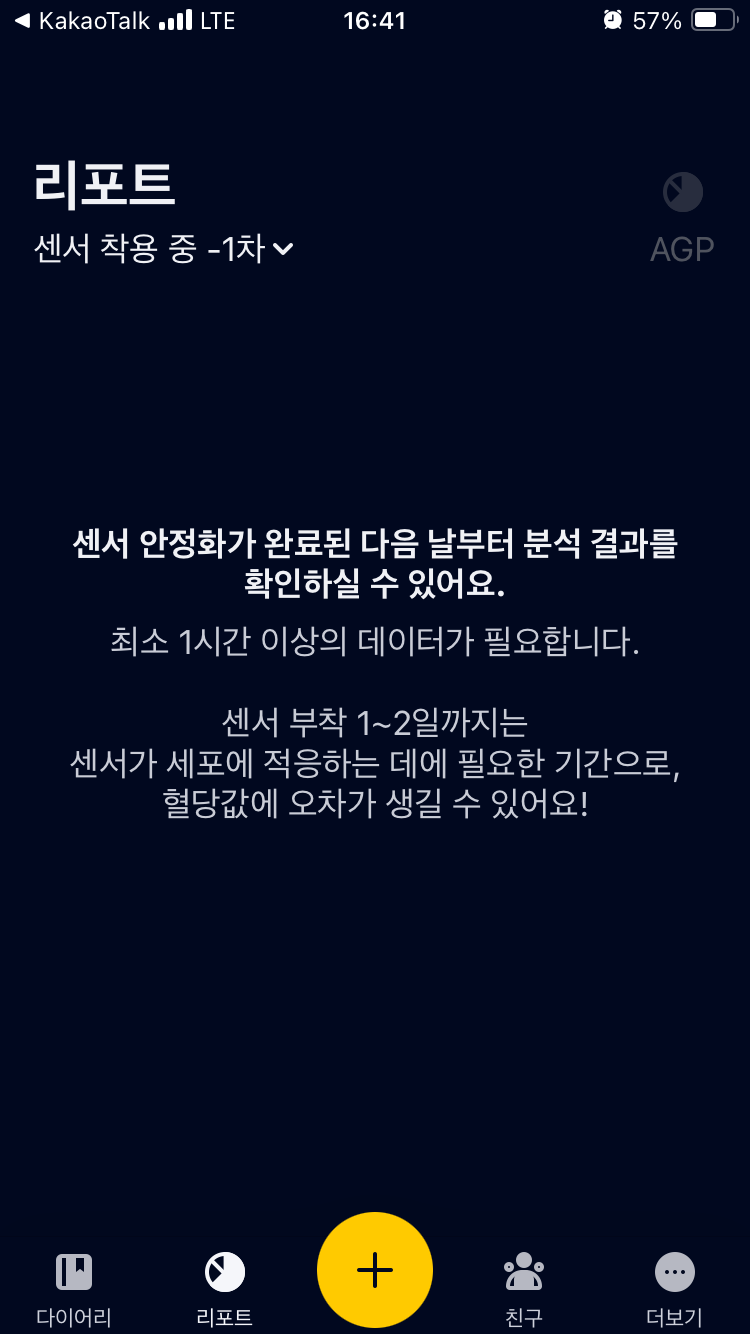 KakaoTalk LTE 16:41 57%
리포트
센서 착용 중 -1차
AGP
센서 안정화가 완료된 다음 날부터 분석 결과를
확인하실 수 있어요.
최소 1시간 이상의 데이터가 필요합니다.
센서 부착 1~2일까지는
센서가 세포에 적응하는 데에 필요한 기간으로,
혈당값에 오차가 생길 수 있어요!
다이어리 리포트 친구 더보기